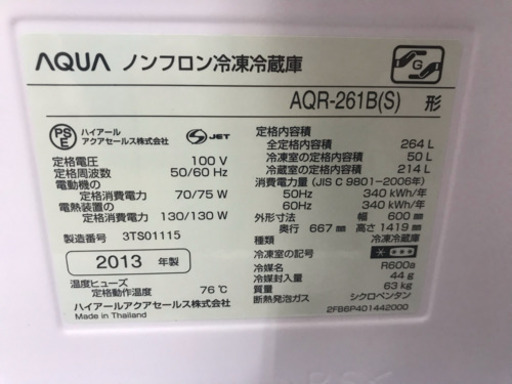 AQUA ノンフロン冷凍冷蔵庫
G
AQR-261B(S) 形
PS E ハイアール アクアセールス株式会社 S JET
定格電圧 100 V
定格周波数 50/60 Hz
電動機の
定格消費電力 70/75 W
電熱装置の
定格消費電力 130/130 W
製造番号 3TS01115
2013 年製
温度ヒューズ
定格動作温度 76℃
ハイアールアクアセールス株式会社
Made in Thailand
定格内容積
全定格内容積 264 L
冷凍室の定格内容積 50 L
冷蔵室の定格内容積 214 L
消費電力量 (JIS C 9801-2006年)
50Hz 340 kWh/年
60Hz 340 kWh/年
外形寸法 幅 600 ㎜
奥行 667 ㎜ 高さ 1419 ㎜
種類 冷凍冷蔵庫
冷凍室の記号
冷媒名 R600a
冷媒封入量 44 g
質量 63 kg
断熱発泡ガス シクロペンタン
2FB6P401442000